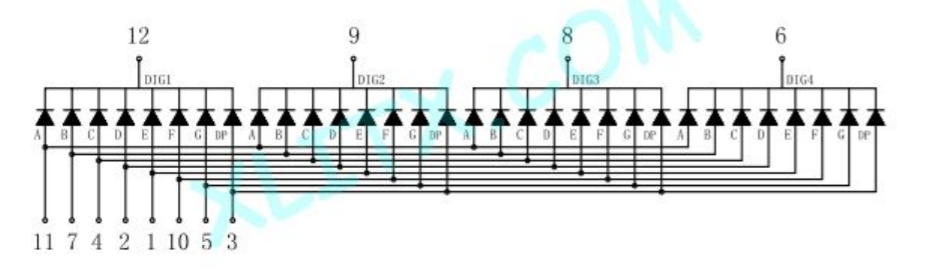 12 9 8 6
DIG1 DIG2 DIG3 DIG4
A B C D E F G DP A B C D E F G DP A B C D E F G DP A B C D E F G DP
XLITX.COM
11 7 4 2 1 10 5 3